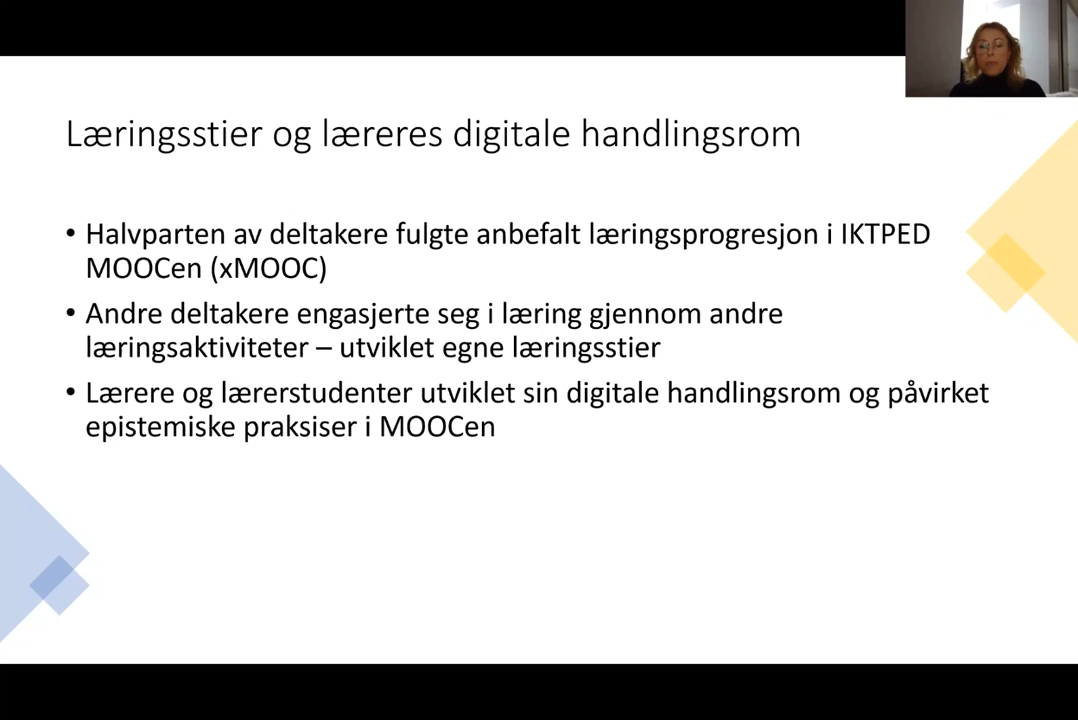 Læringsstier og læreres digitale handlingsrom
• Halvparten av deltakere fulgte anbefalt læringsprogresjon i IKTPED
MOOCen (xMOOC)
• Andre deltakere engasjerte seg i læring gjennom andre
læringsaktiviteter – utviklet egne læringsstier
• Lærere og lærerstudenter utviklet sin digitale handlingsrom og påvirket
epistemiske praksiser i MOOCen